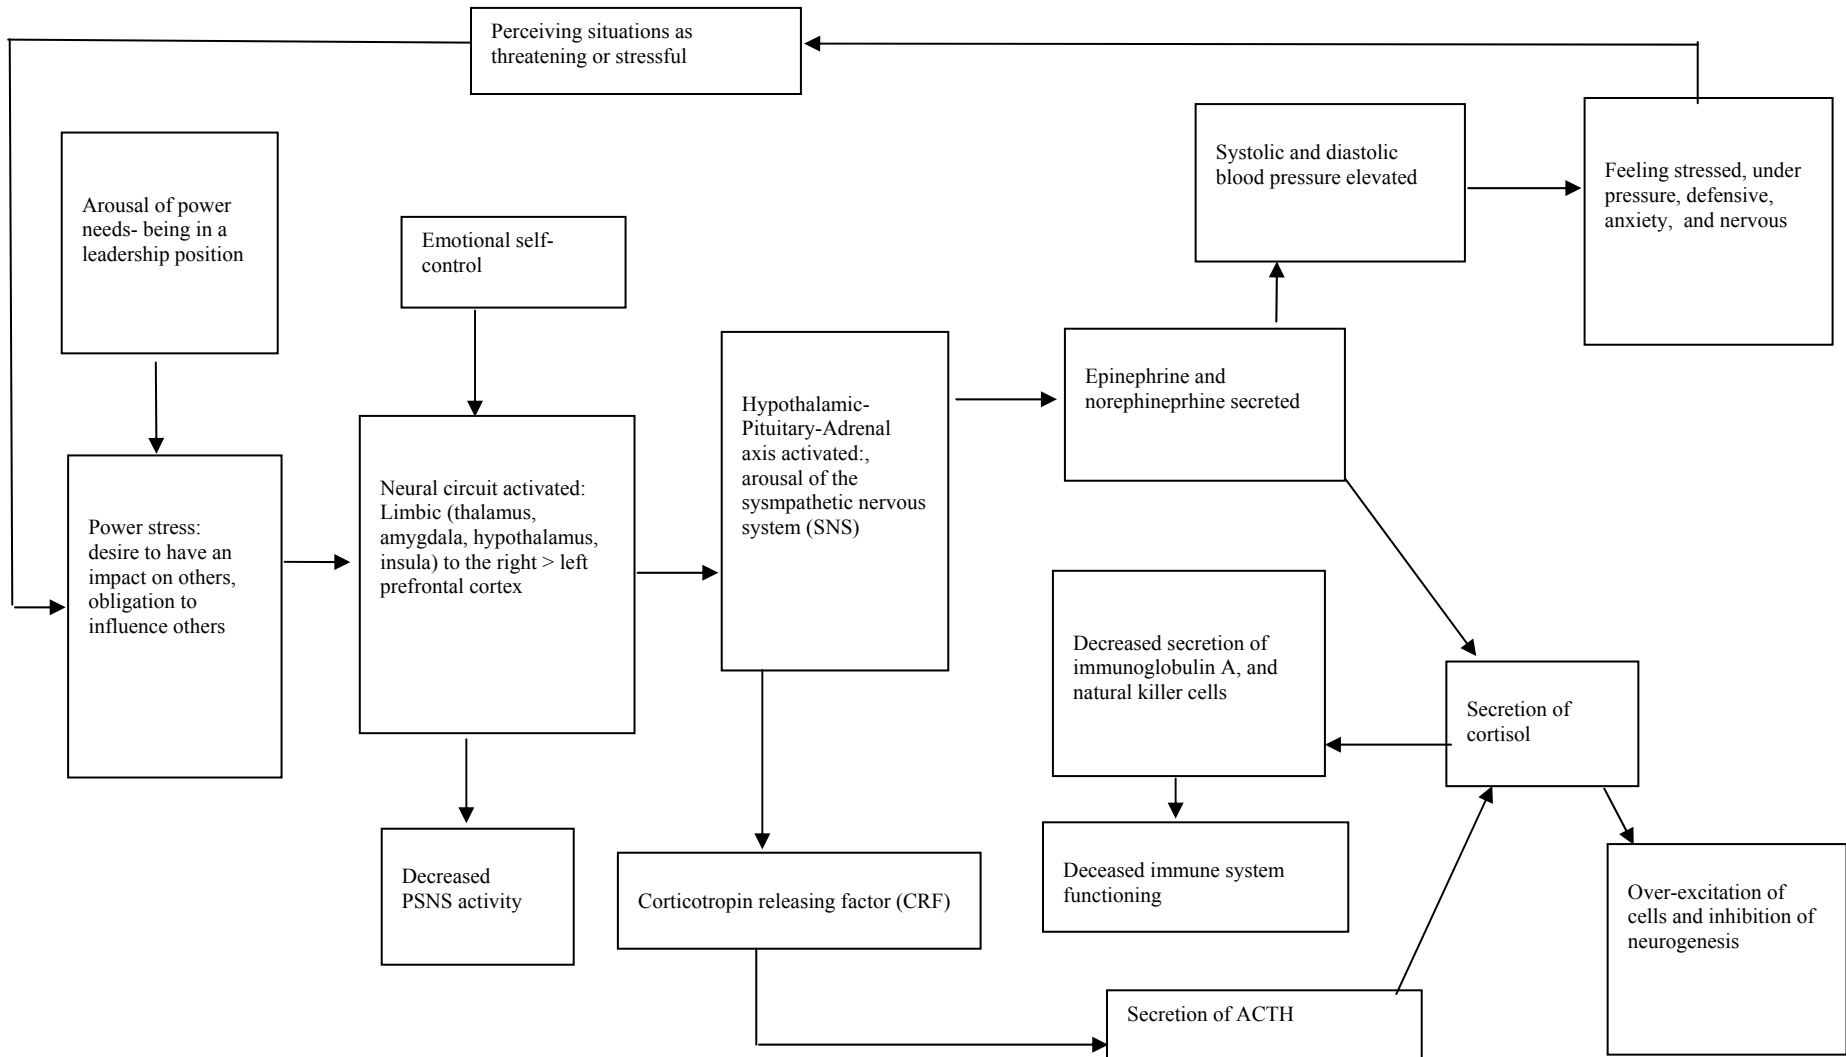 Perceiving situations as
threatening or stressful
Arousal of power
needs- being in a
leadership position
Emotional self-
control
Systolic and diastolic
blood pressure elevated
Feeling stressed, under
pressure, defensive,
anxiety,  and nervous
Power stress:
desire to have an
impact on others,
obligation to
influence others
Neural circuit activated:
Limbic (thalamus,
amygdala, hypothalamus,
insula) to the right > left
prefrontal cortex
Hypothalamic-
Pituitary-Adrenal
axis activated:,
arousal of the
sysmpathetic nervous
system (SNS)
Epinephrine and
norephineprhine secreted
Decreased secretion of
immunoglobulin A, and
natural killer cells
Secretion of
cortisol
Decreased
PSNS activity
Corticotropin releasing factor (CRF)
Deceased immune system
functioning
Over-excitation of
cells and inhibition of
neurogenesis
Secretion of ACTH